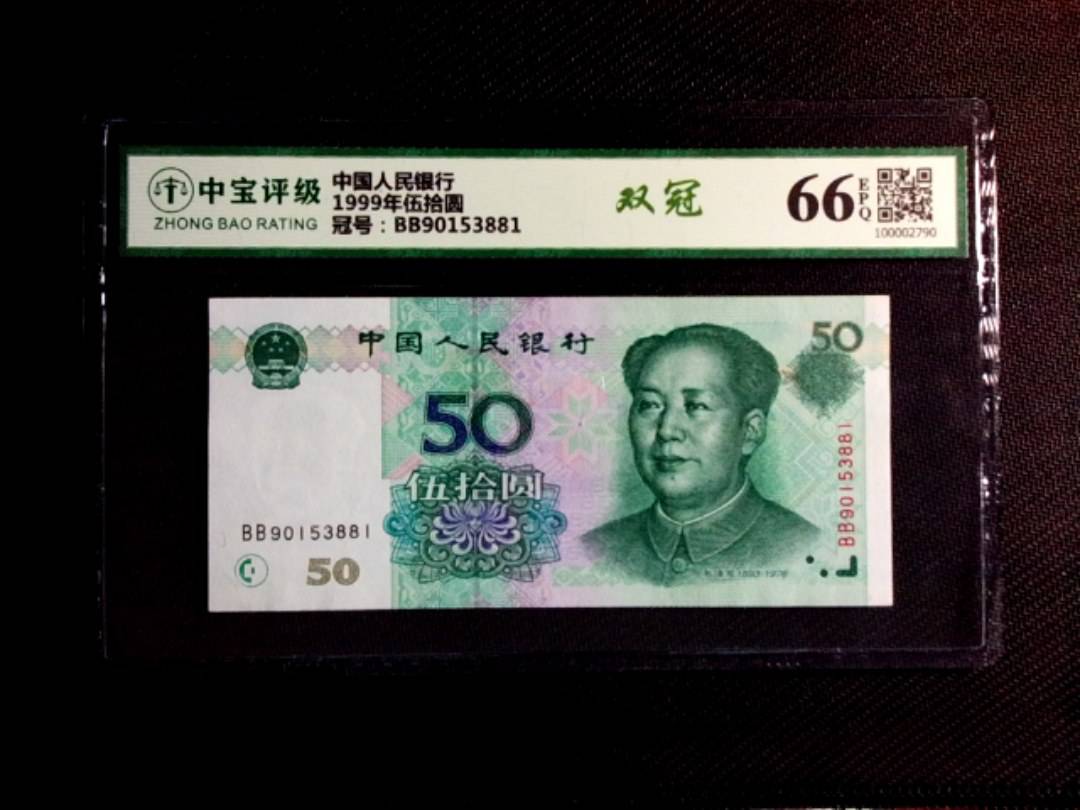 中宝评级
ZHONG BAO RATING
中国人民银行
1999年伍拾圆
冠号：BB90153881
双冠
66
EPQ
100002790
中国人民银行
50
50
伍拾圆
BB90153881
50
BB90153881